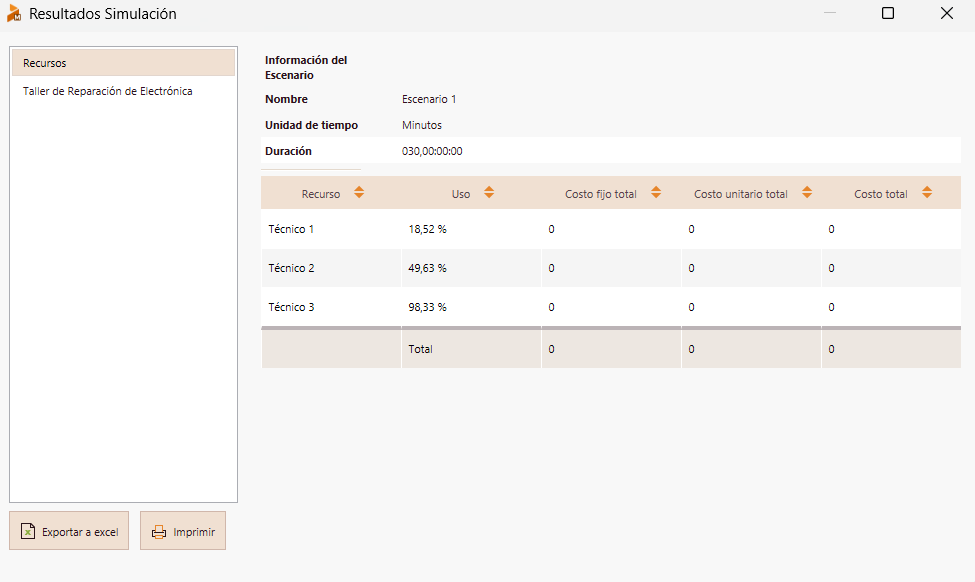 Resultados Simulación
Recursos
Taller de Reparación de Electrónica
Información del
Escenario
Nombre Escenario 1
Unidad de tiempo Minutos
Duración 030,00:00:00
Recurso Uso Costo fijo total Costo unitario total Costo total
Técnico 1 18,52 % 0 0 0
Técnico 2 49,63 % 0 0 0
Técnico 3 98,33 % 0 0 0
Total 0 0 0
Exportar a excel Imprimir